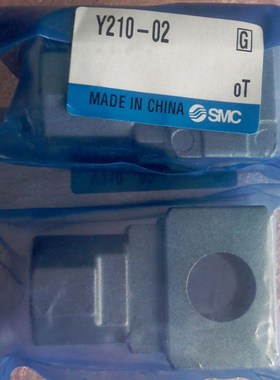 Y210-02
G
oT
MADE IN CHINA SMC